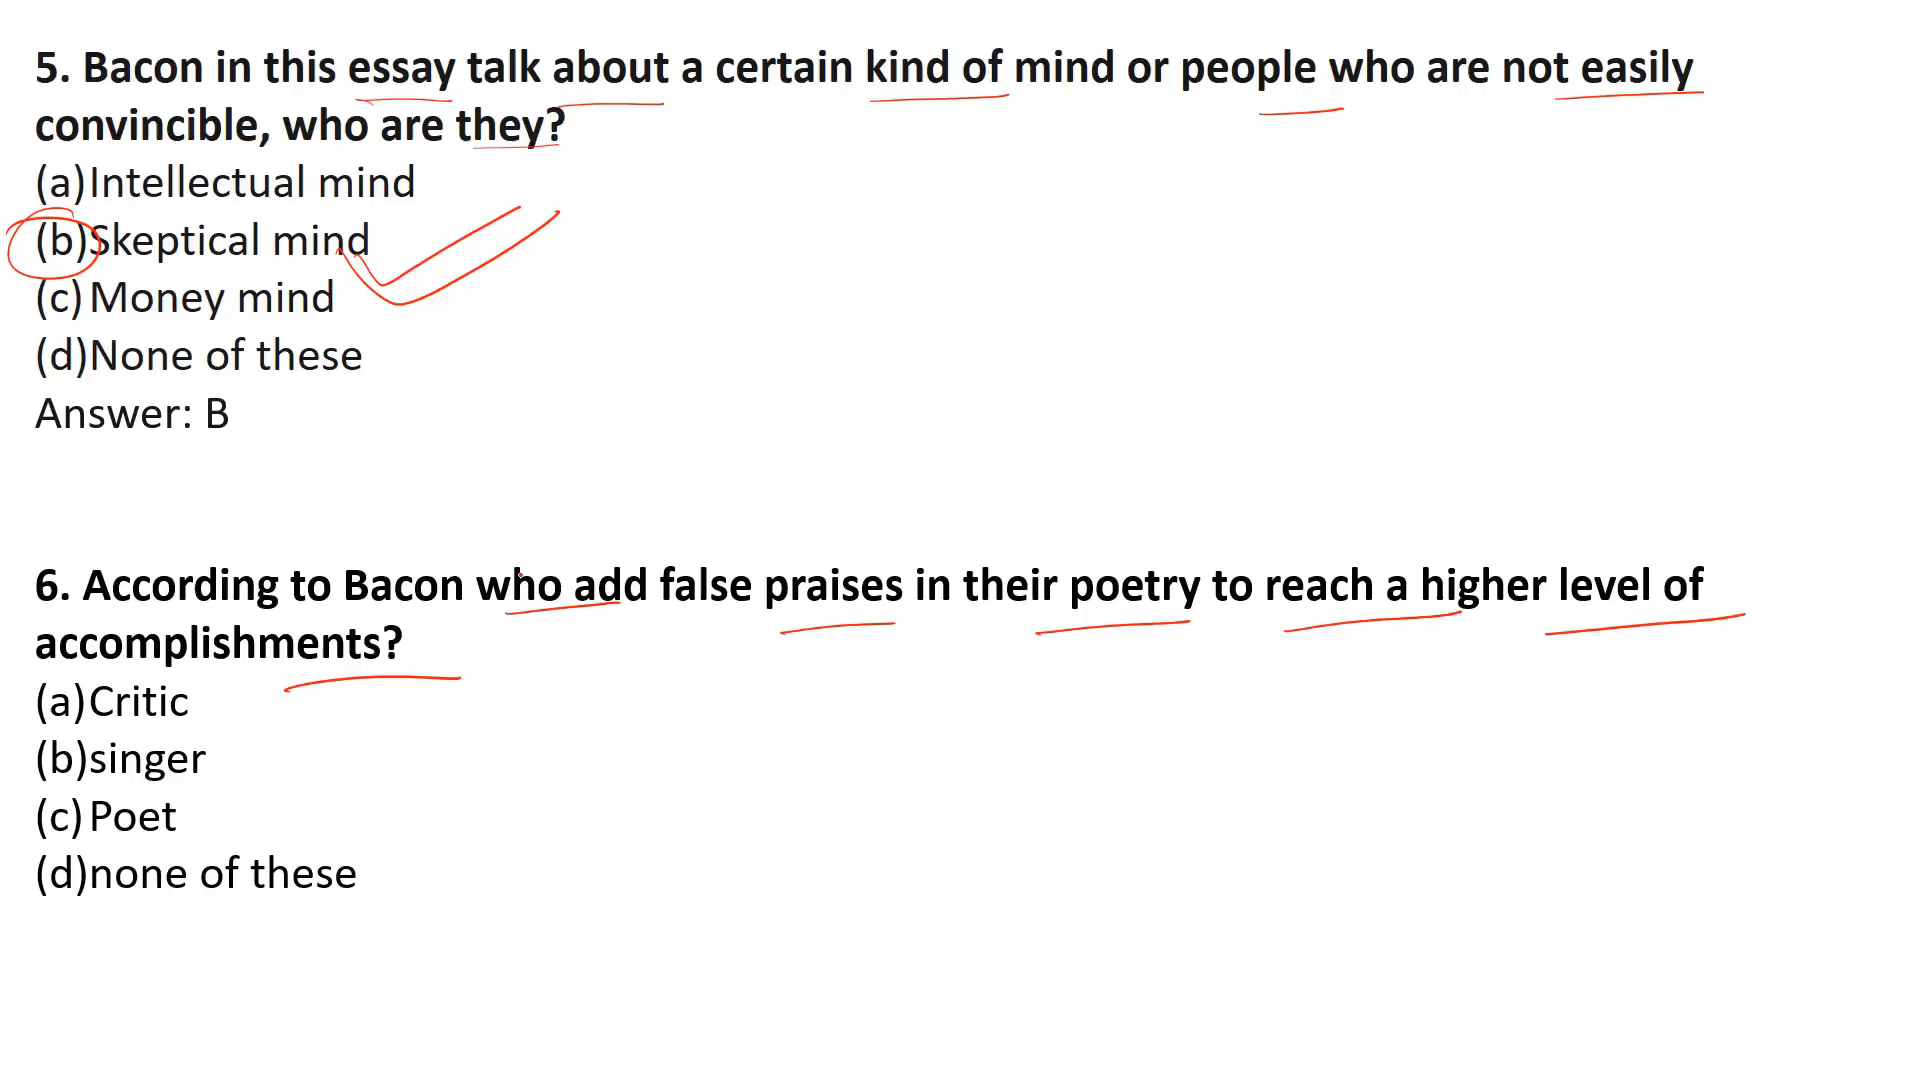 5. Bacon in this essay talk about a certain kind of mind or people who are not easily
convincible, who are they?
(a)Intellectual mind
(b)Skeptical mind
(c)Money mind
(d)None of these
Answer: B
6. According to Bacon who add false praises in their poetry to reach a higher level of
accomplishments?
(a)Critic
(b)singer
(c)Poet
(d)none of these